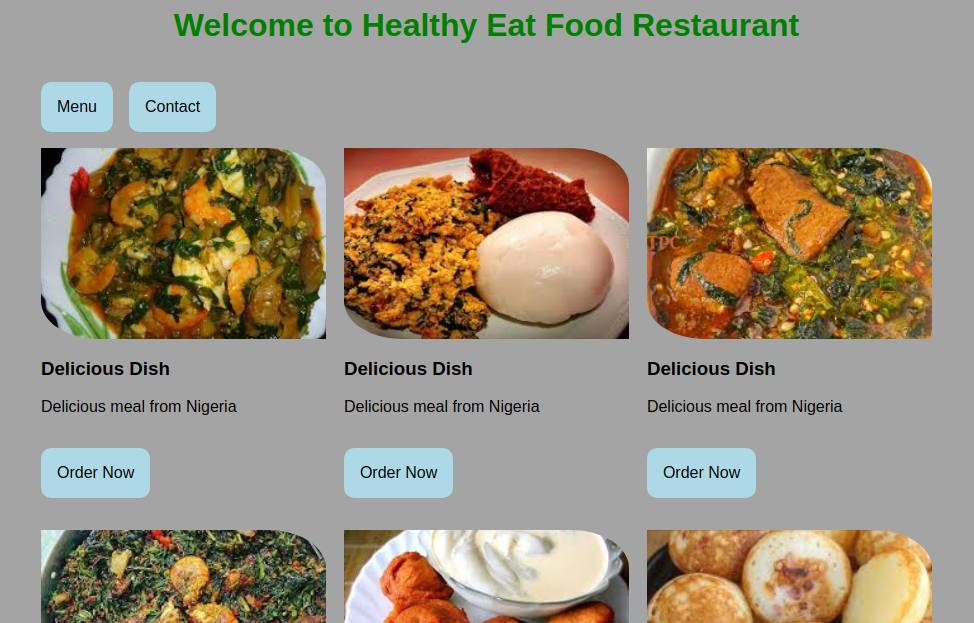 Welcome to Healthy Eat Food Restaurant
Menu Contact
Delicious Dish Delicious Dish Delicious Dish
Delicious meal from Nigeria Delicious meal from Nigeria Delicious meal from Nigeria
Order Now Order Now Order Now